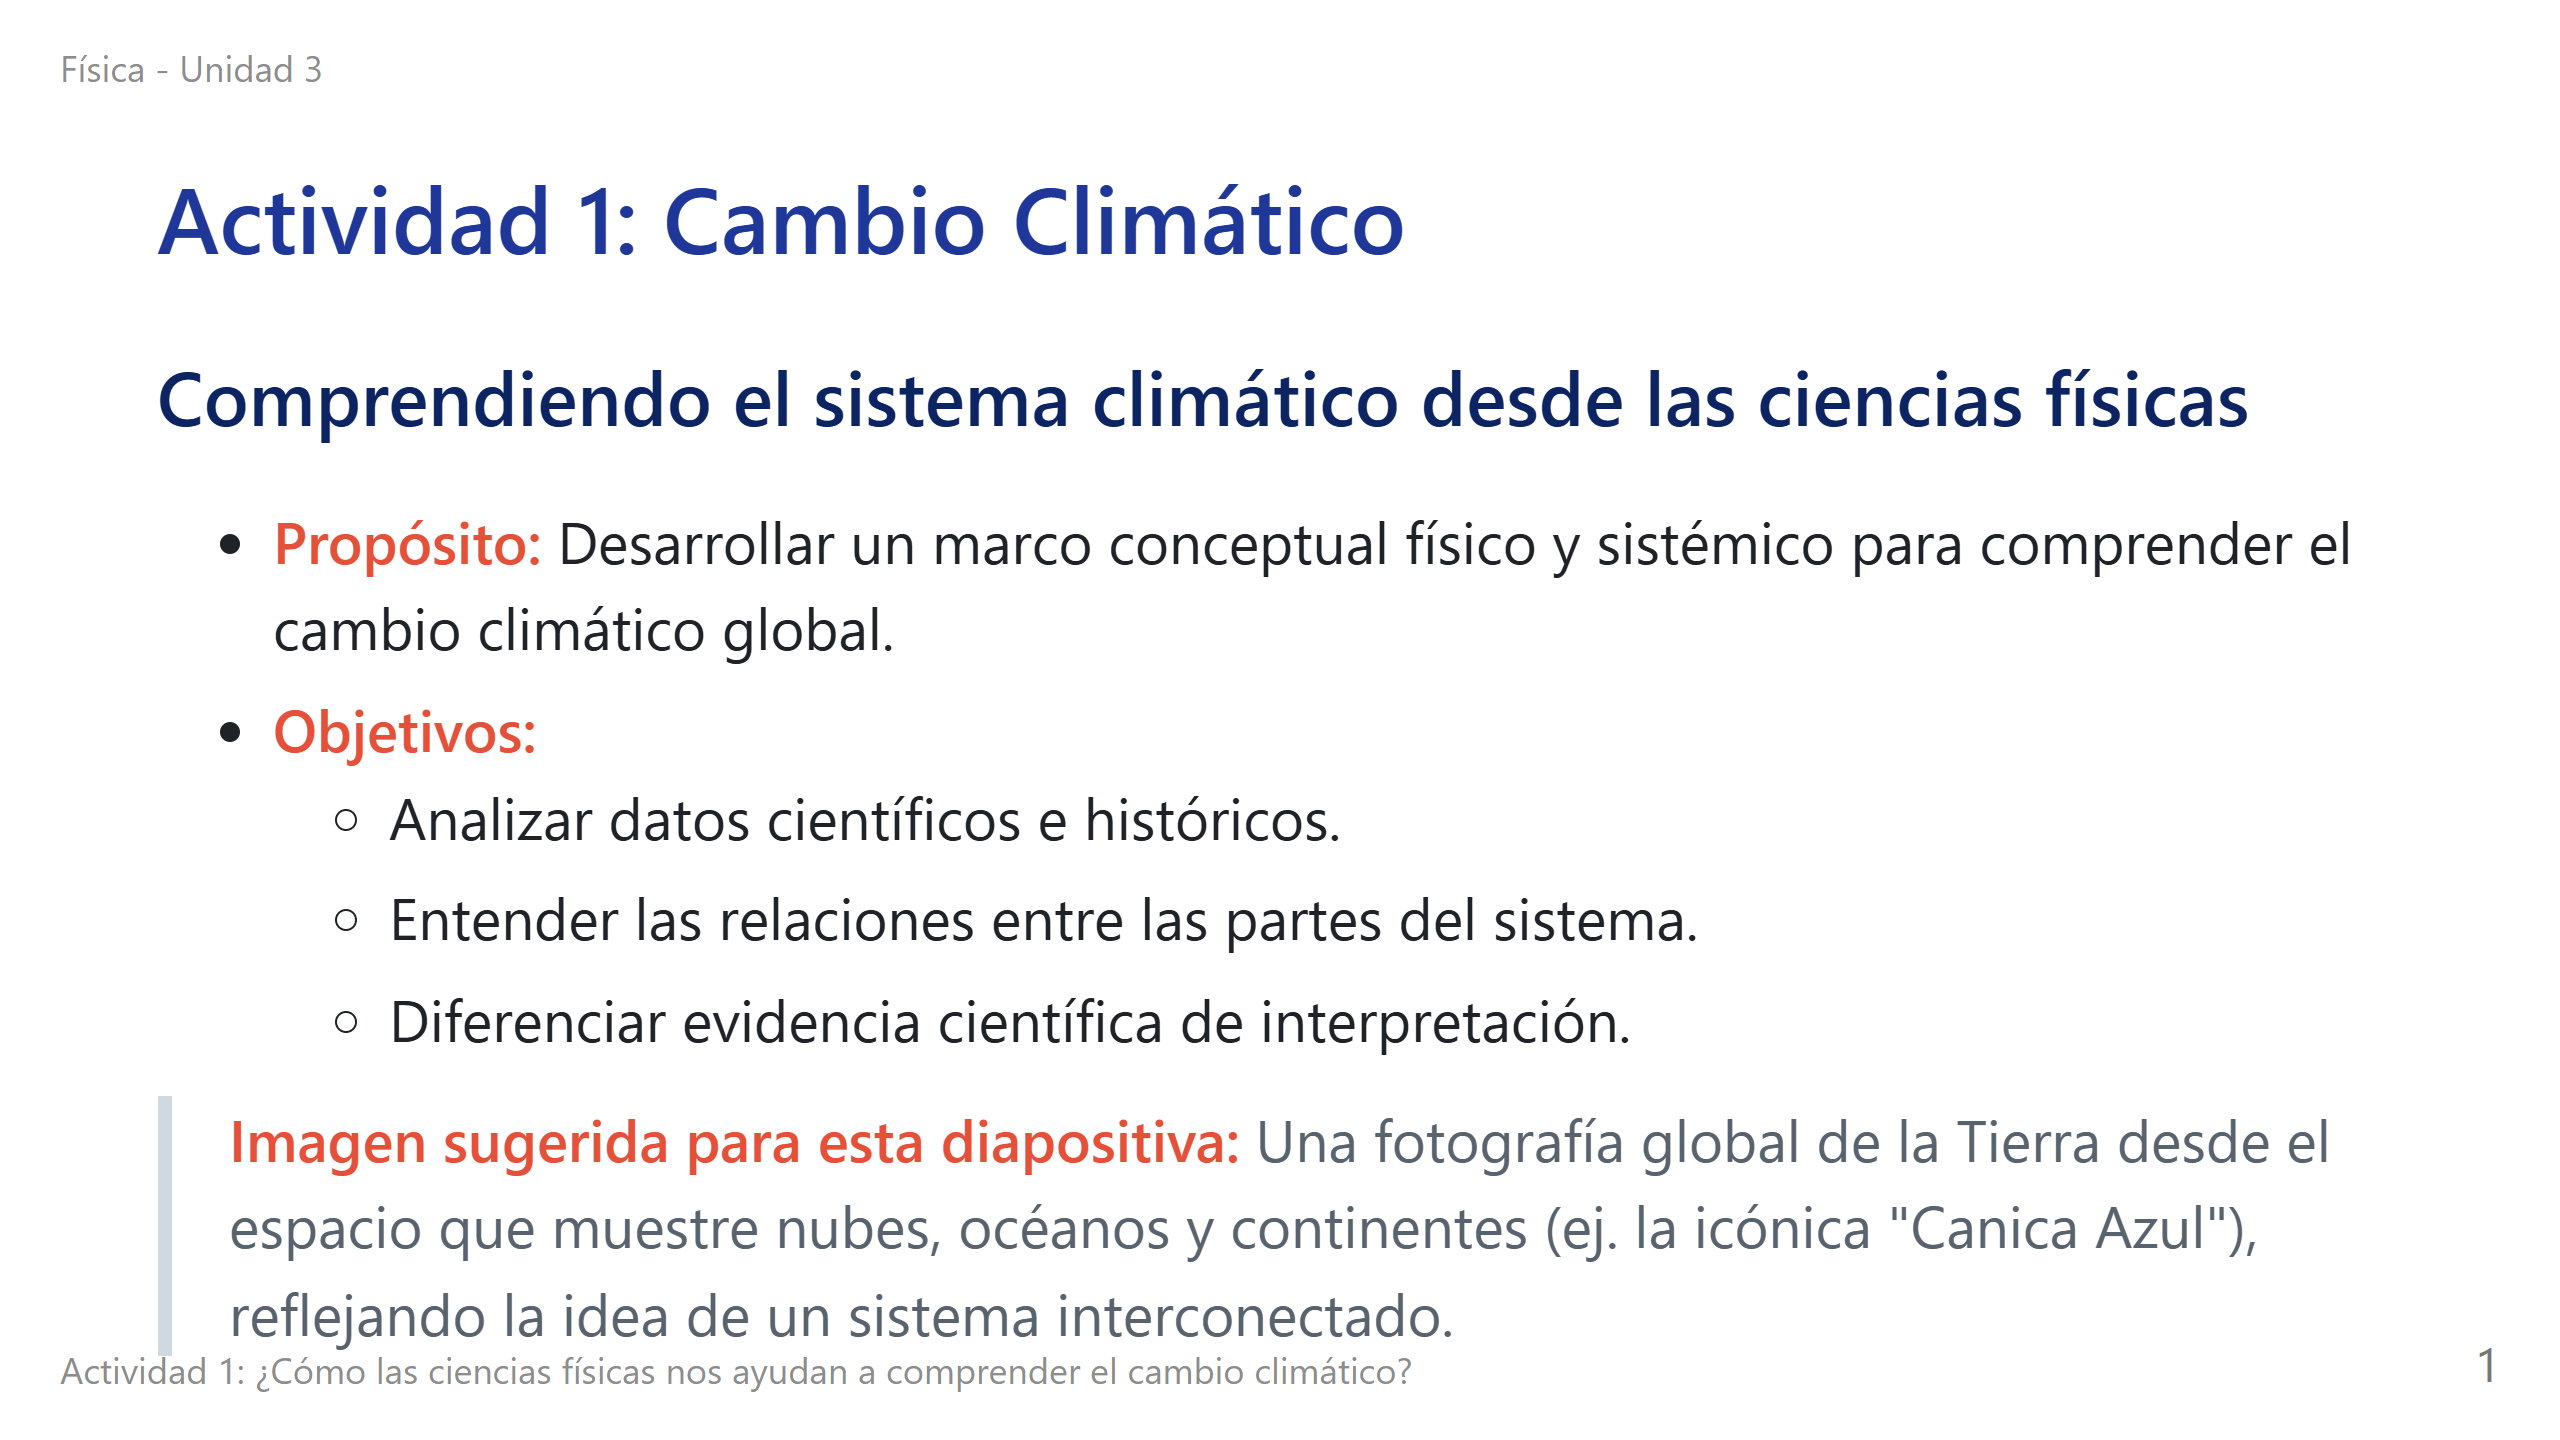 Física - Unidad 3
Actividad 1: Cambio Climático
Comprendiendo el sistema climático desde las ciencias físicas
• Propósito: Desarrollar un marco conceptual físico y sistémico para comprender el
cambio climático global.
• Objetivos:
○ Analizar datos científicos e históricos.
○ Entender las relaciones entre las partes del sistema.
○ Diferenciar evidencia científica de interpretación.
Imagen sugerida para esta diapositiva: Una fotografía global de la Tierra desde el
espacio que muestre nubes, océanos y continentes (ej. la icónica "Canica Azul"),
reflejando la idea de un sistema interconectado.
Actividad 1: ¿Cómo las ciencias físicas nos ayudan a comprender el cambio climático?
1